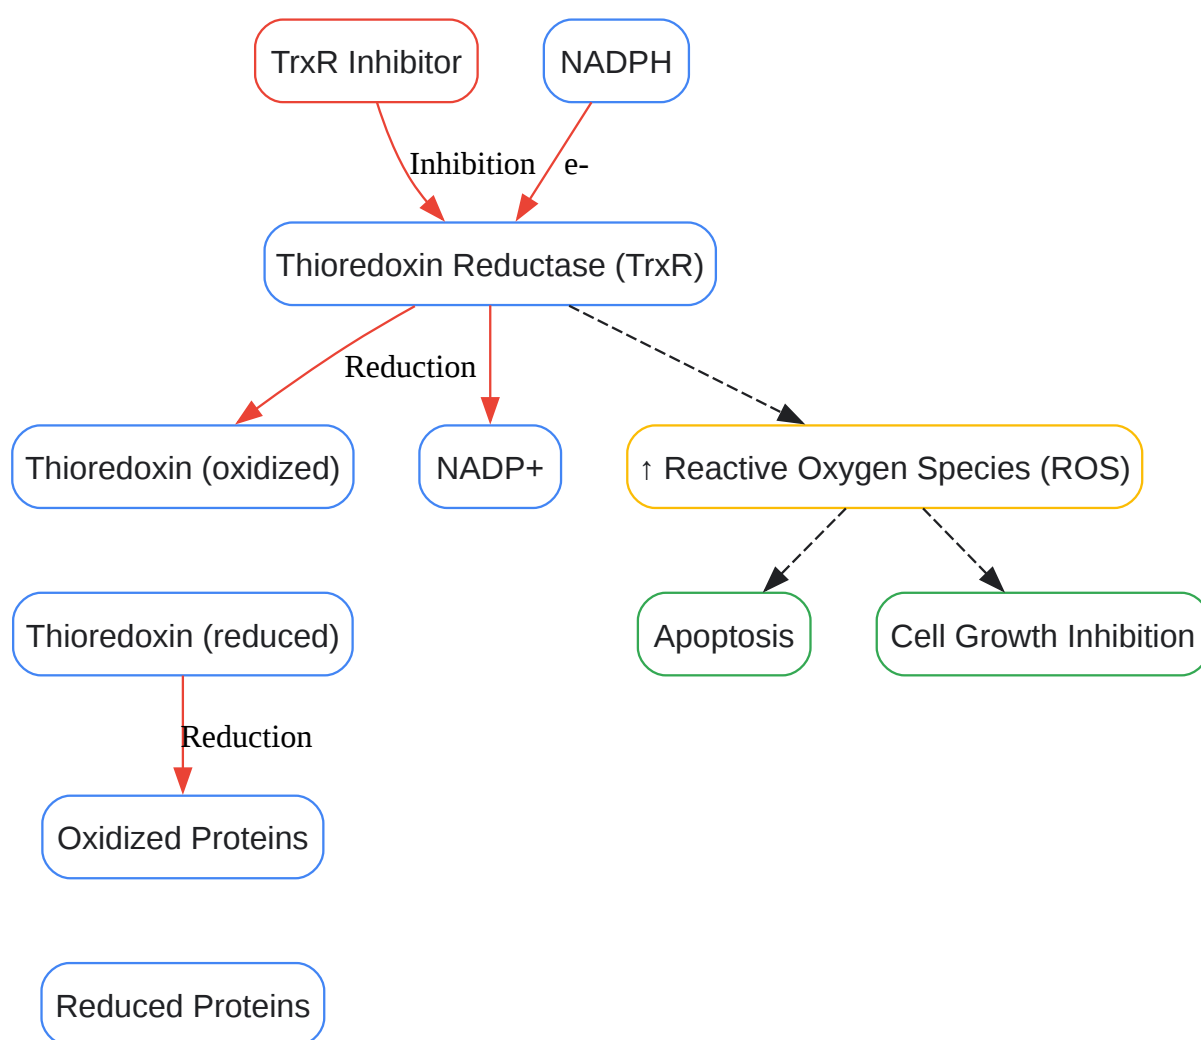 TrxR Inhibitor
NADPH
Inhibition
e-
Thioredoxin Reductase (TrxR)
Reduction
Thioredoxin (oxidized)
NADP+
↑ Reactive Oxygen Species (ROS)
Thioredoxin (reduced)
Apoptosis
Cell Growth Inhibition
Reduction
Oxidized Proteins
Reduced Proteins